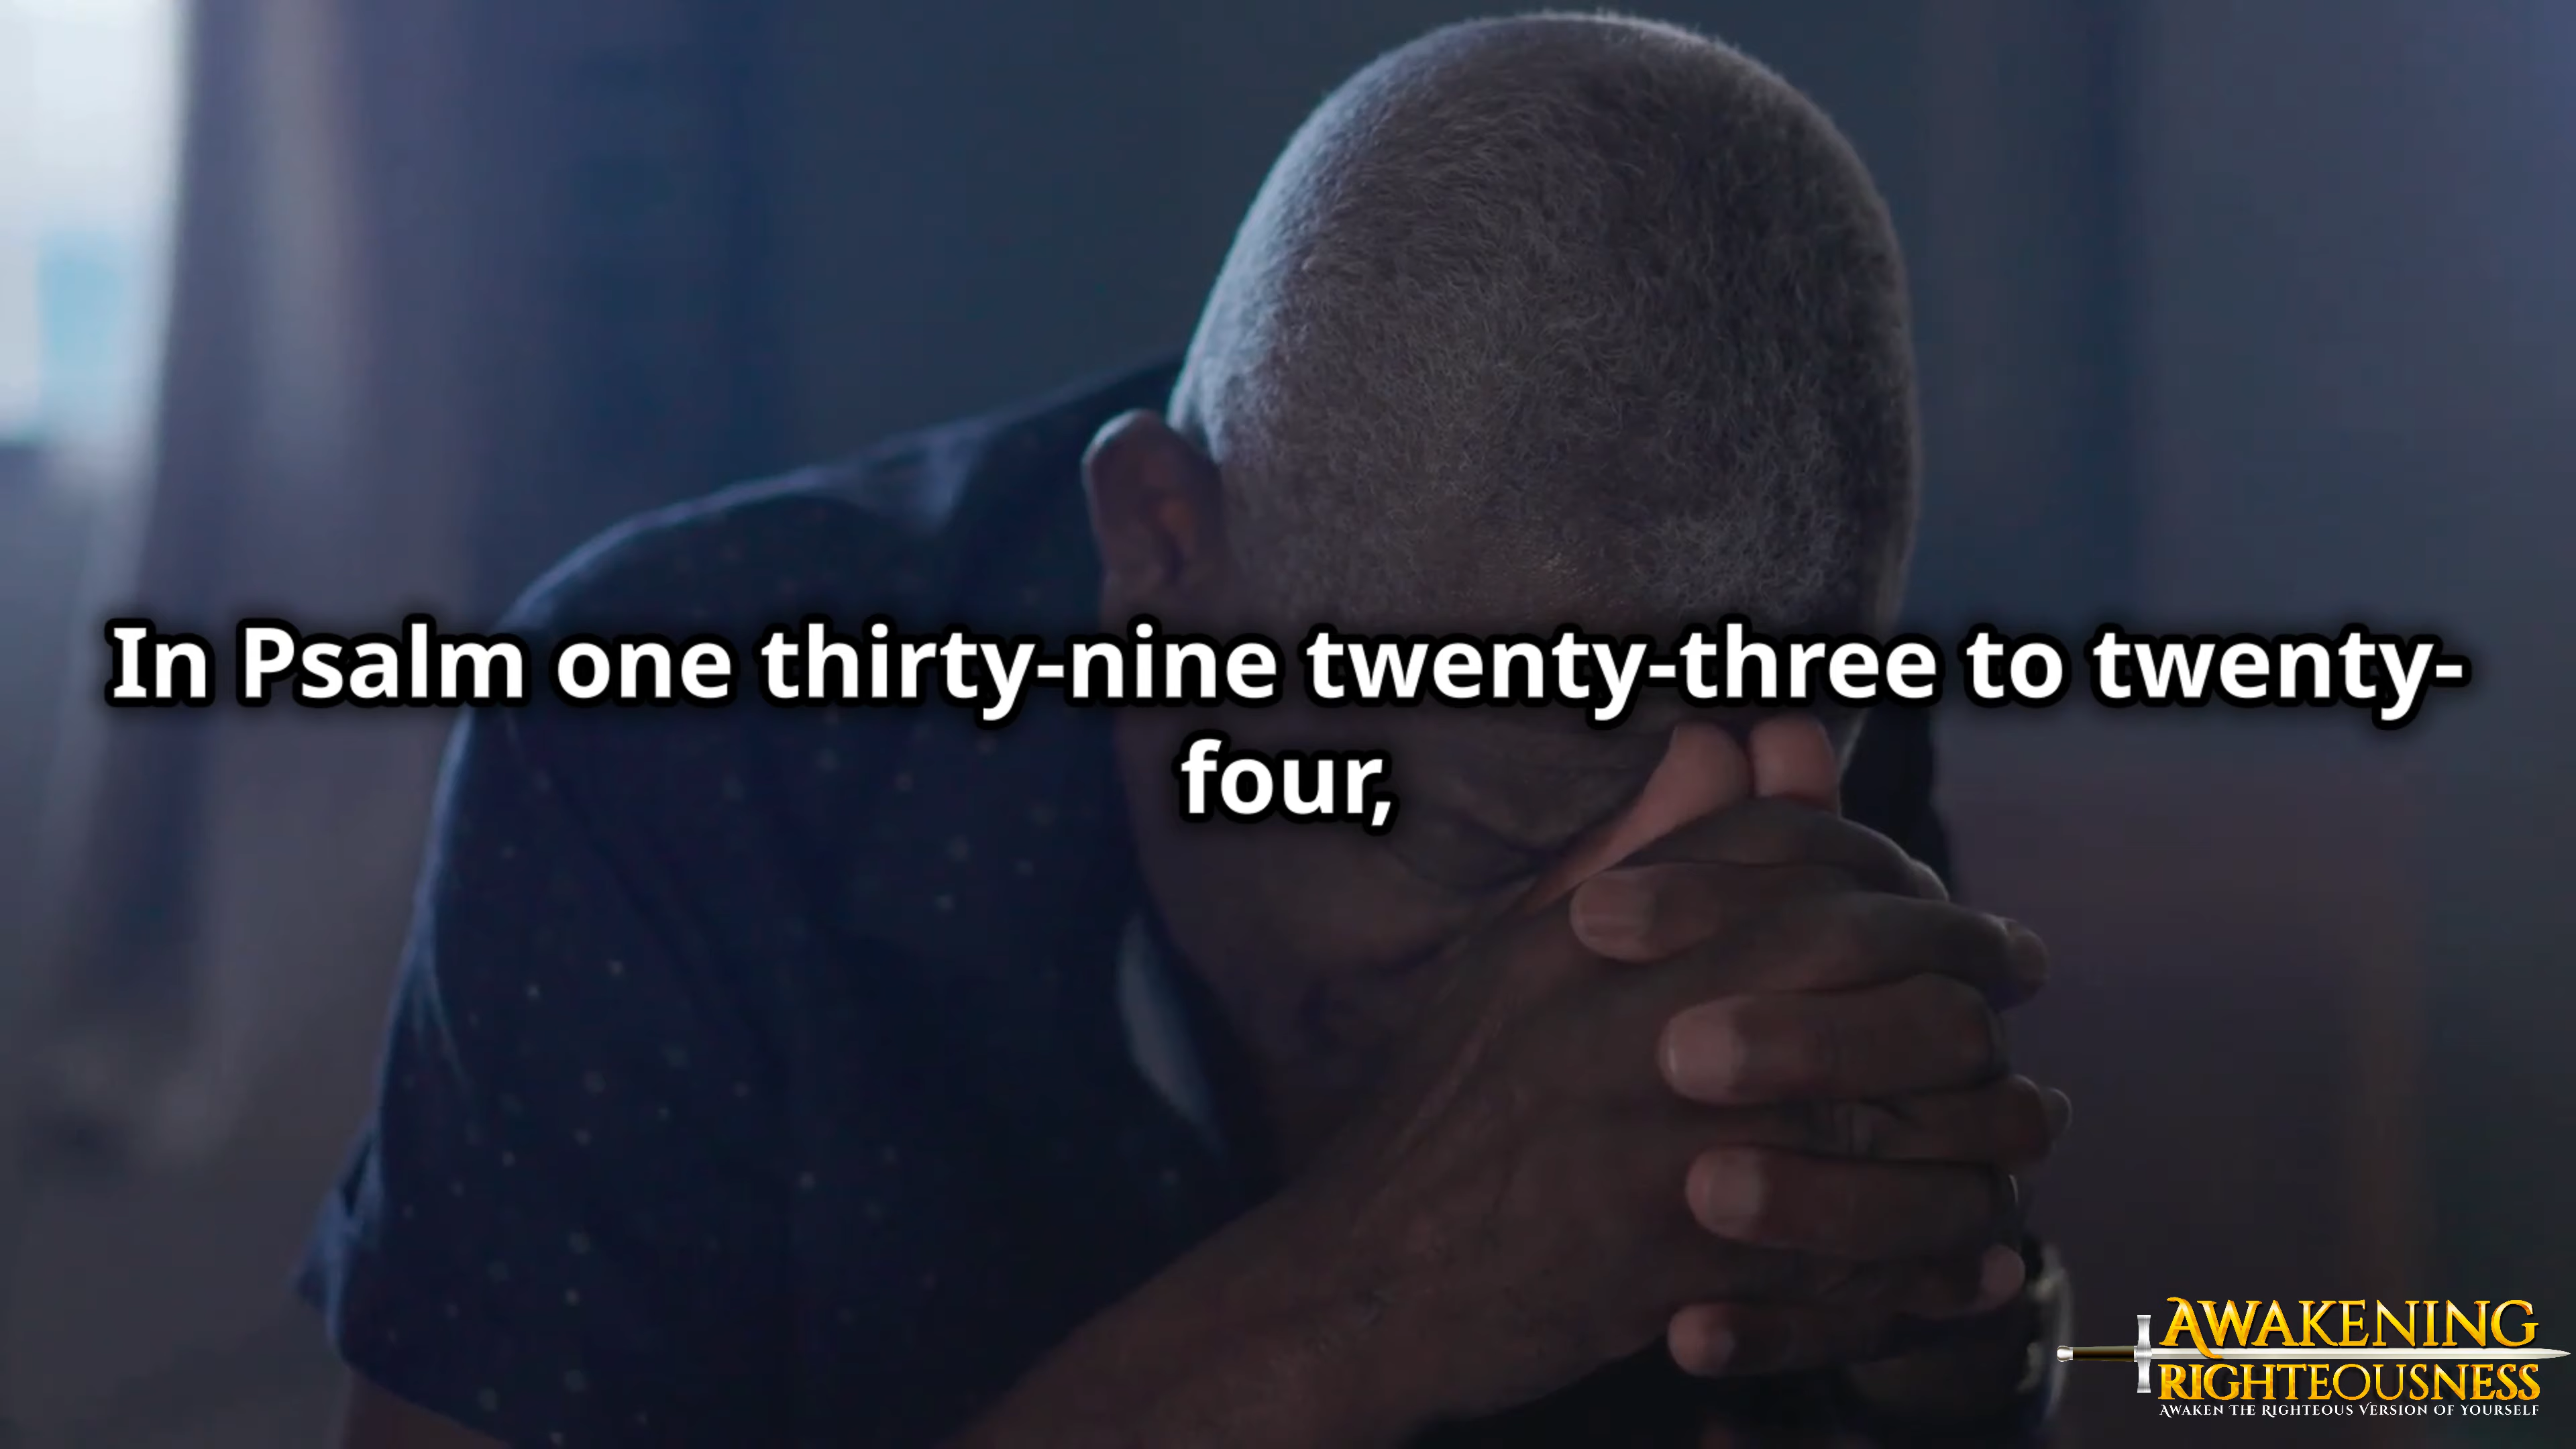 In Psalm one thirty-nine twenty-three to twenty-
four,
AWAKENING
RIGHTEOUSNESS
AWAKEN THE RIGHTEOUS VERSION OF YOURSELF